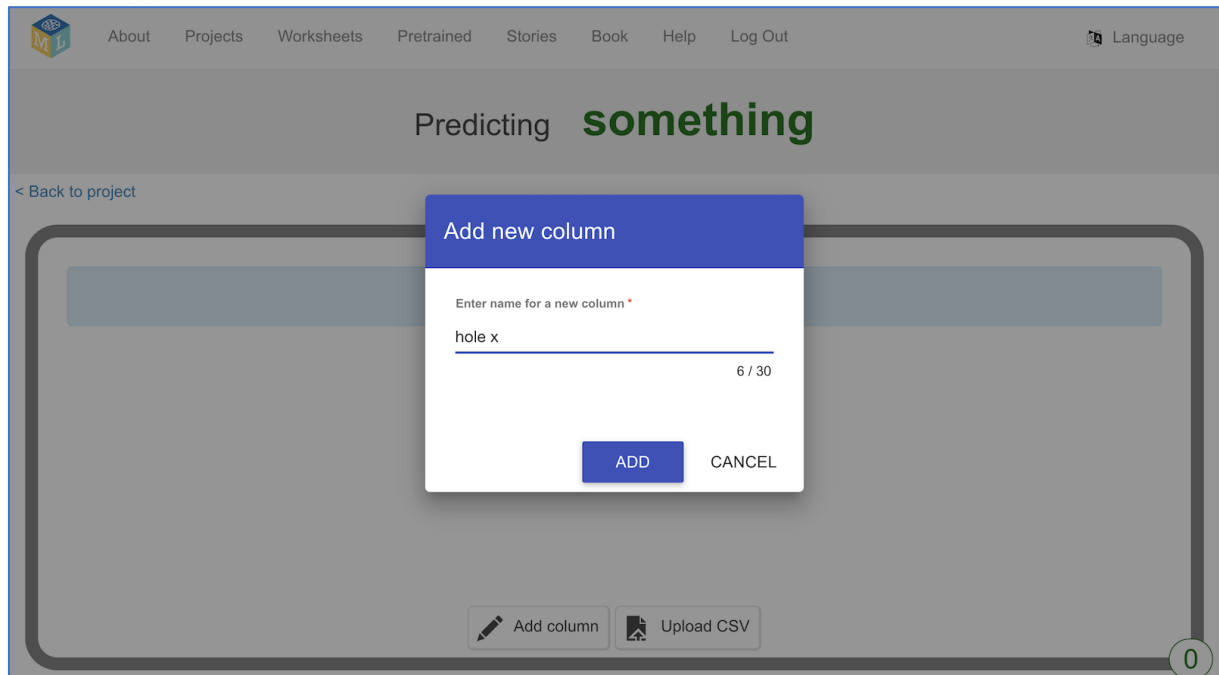 M L About Projects Worksheets Pretrained Stories Book Help Log Out Language
Predicting something
< Back to project
Add new column
Enter name for a new column *
hole x
6 / 30
ADD CANCEL
Add column Upload CSV
0